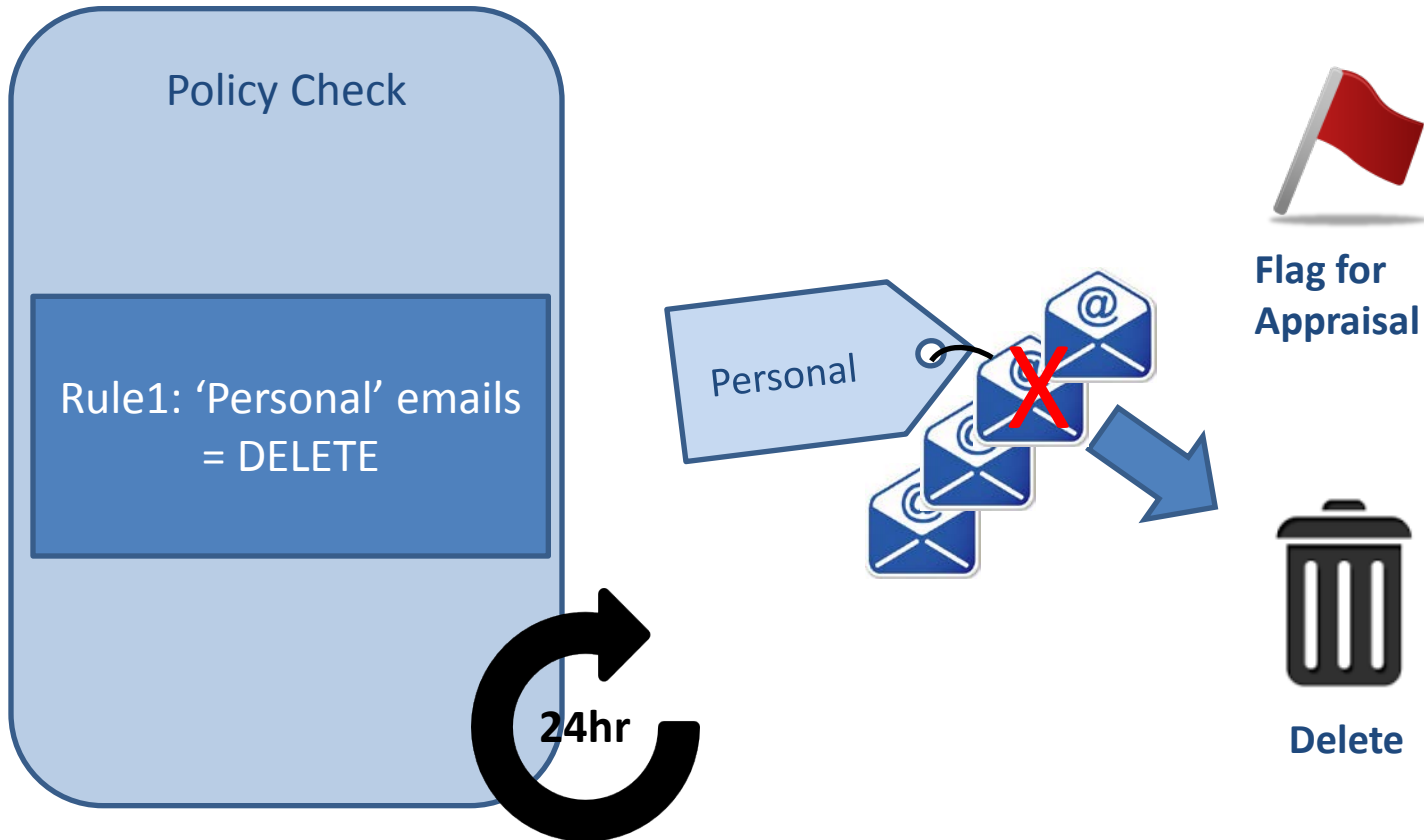 Policy Check
Rule1: ‘Personal’ emails
= DELETE
24hr
Personal
@
@
@
@
X
Flag for
Appraisal
Delete